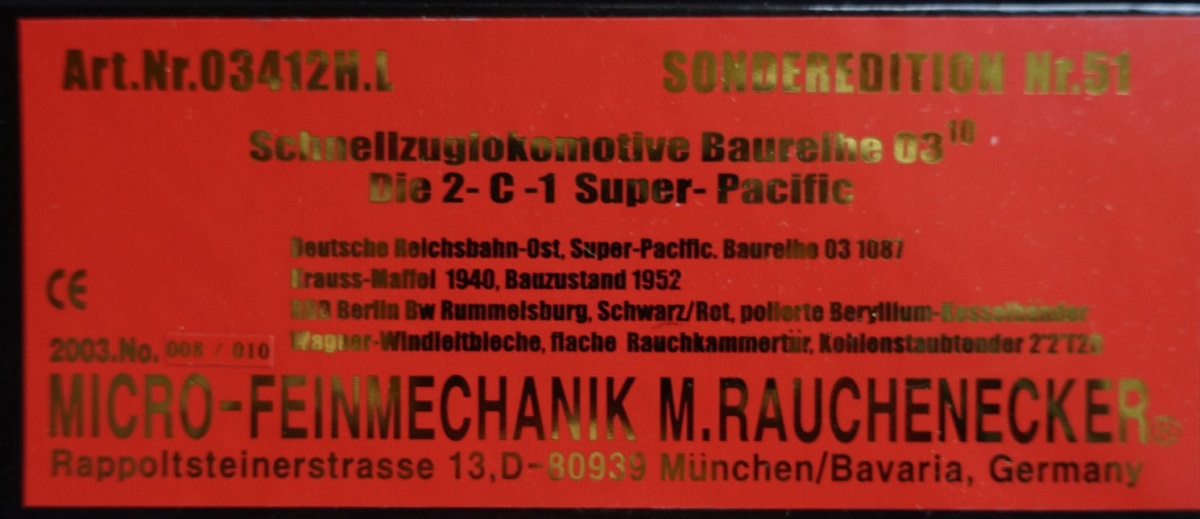 Art.Nr.03412H.L SONDEREDITION Nr.51
Schnellzuglokomotive Baureihe 03¹⁰
Die 2- C -1 Super- Pacific
Deutsche Reichsbahn-Ost, Super-Pacific. Baureihe 03 1087
Krauss-Maffei 1940, Bauzustand 1952
Berlin Bw Rummelsburg, Schwarz/Rot, polierte Beryllium-Kesselbänder
CE
Wagner-Windleitbleche, flache Rauchkammertür, Kohlenstaubtender 2'2'T28
2003.No. 008 / 010
MICRO-FEINMECHANIK M.RAUCHENECKER®
Rappoltsteinerstrasse 13,D-80939 München/Bavaria, Germany